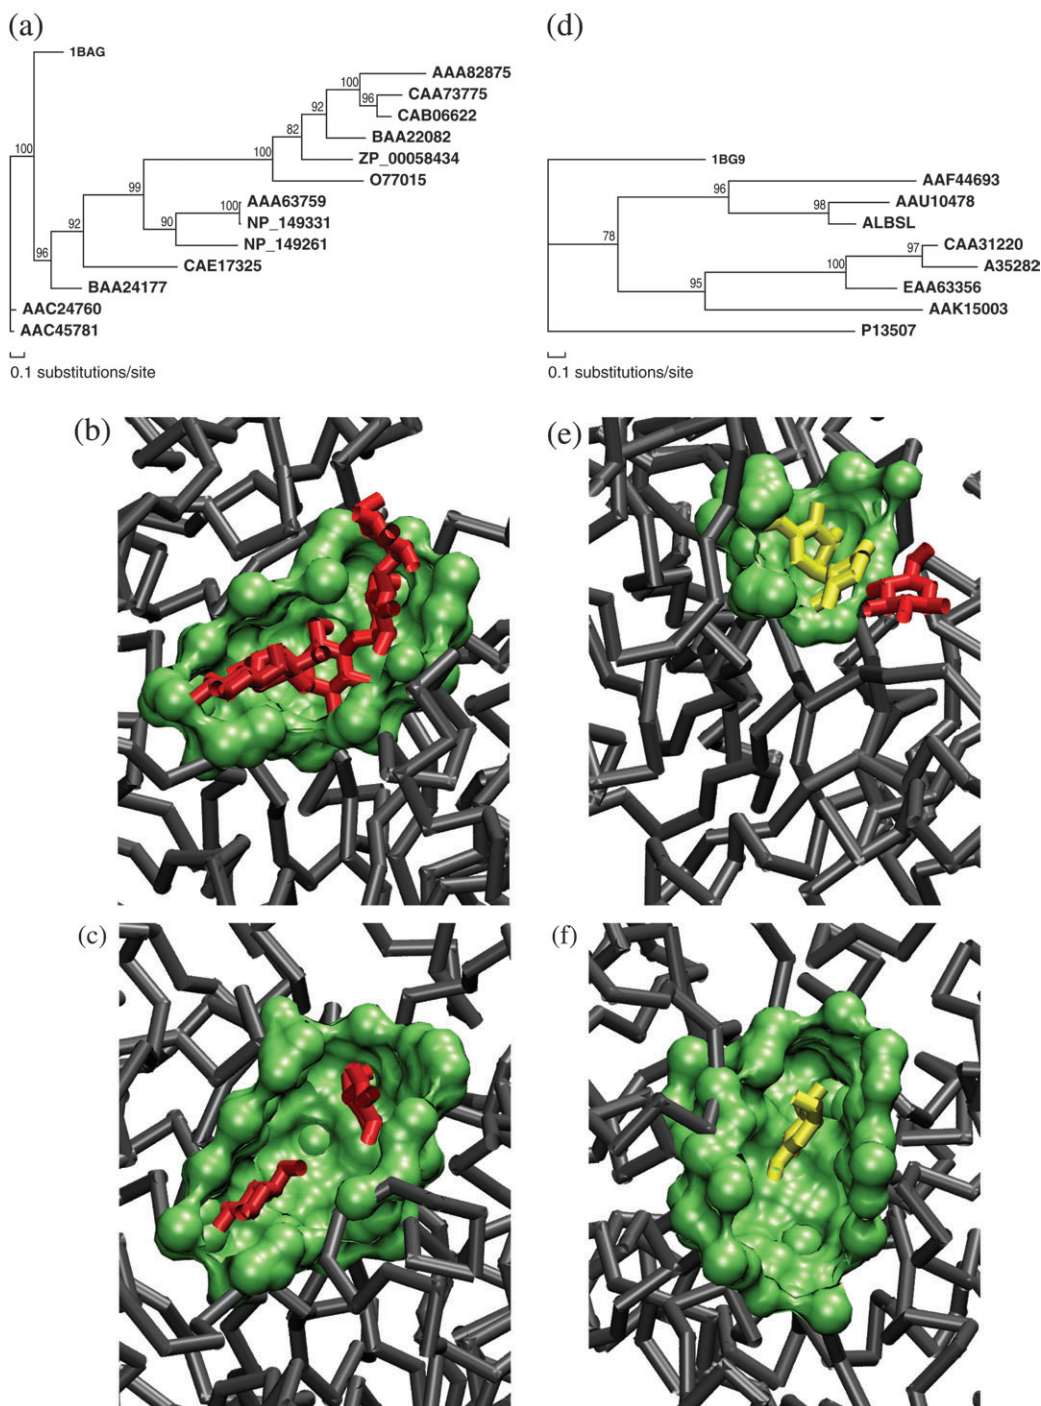 (a)
1BAG
AAA82875
100
CAA73775
96
CAB06622
92
BAA22082
82
ZP_00058434
100
O77015
100
99
AAA63759
100
NP_149331
90
NP_149261
92
CAE17325
96
BAA24177
AAC24760
AAC45781
0.1 substitutions/site
(d)
1BG9
AAF44693
96
AAU10478
98
ALBSL
78
CAA31220
97
A35282
100
EAA63356
95
AAK15003
P13507
0.1 substitutions/site
(b)
(e)
(c)
(f)